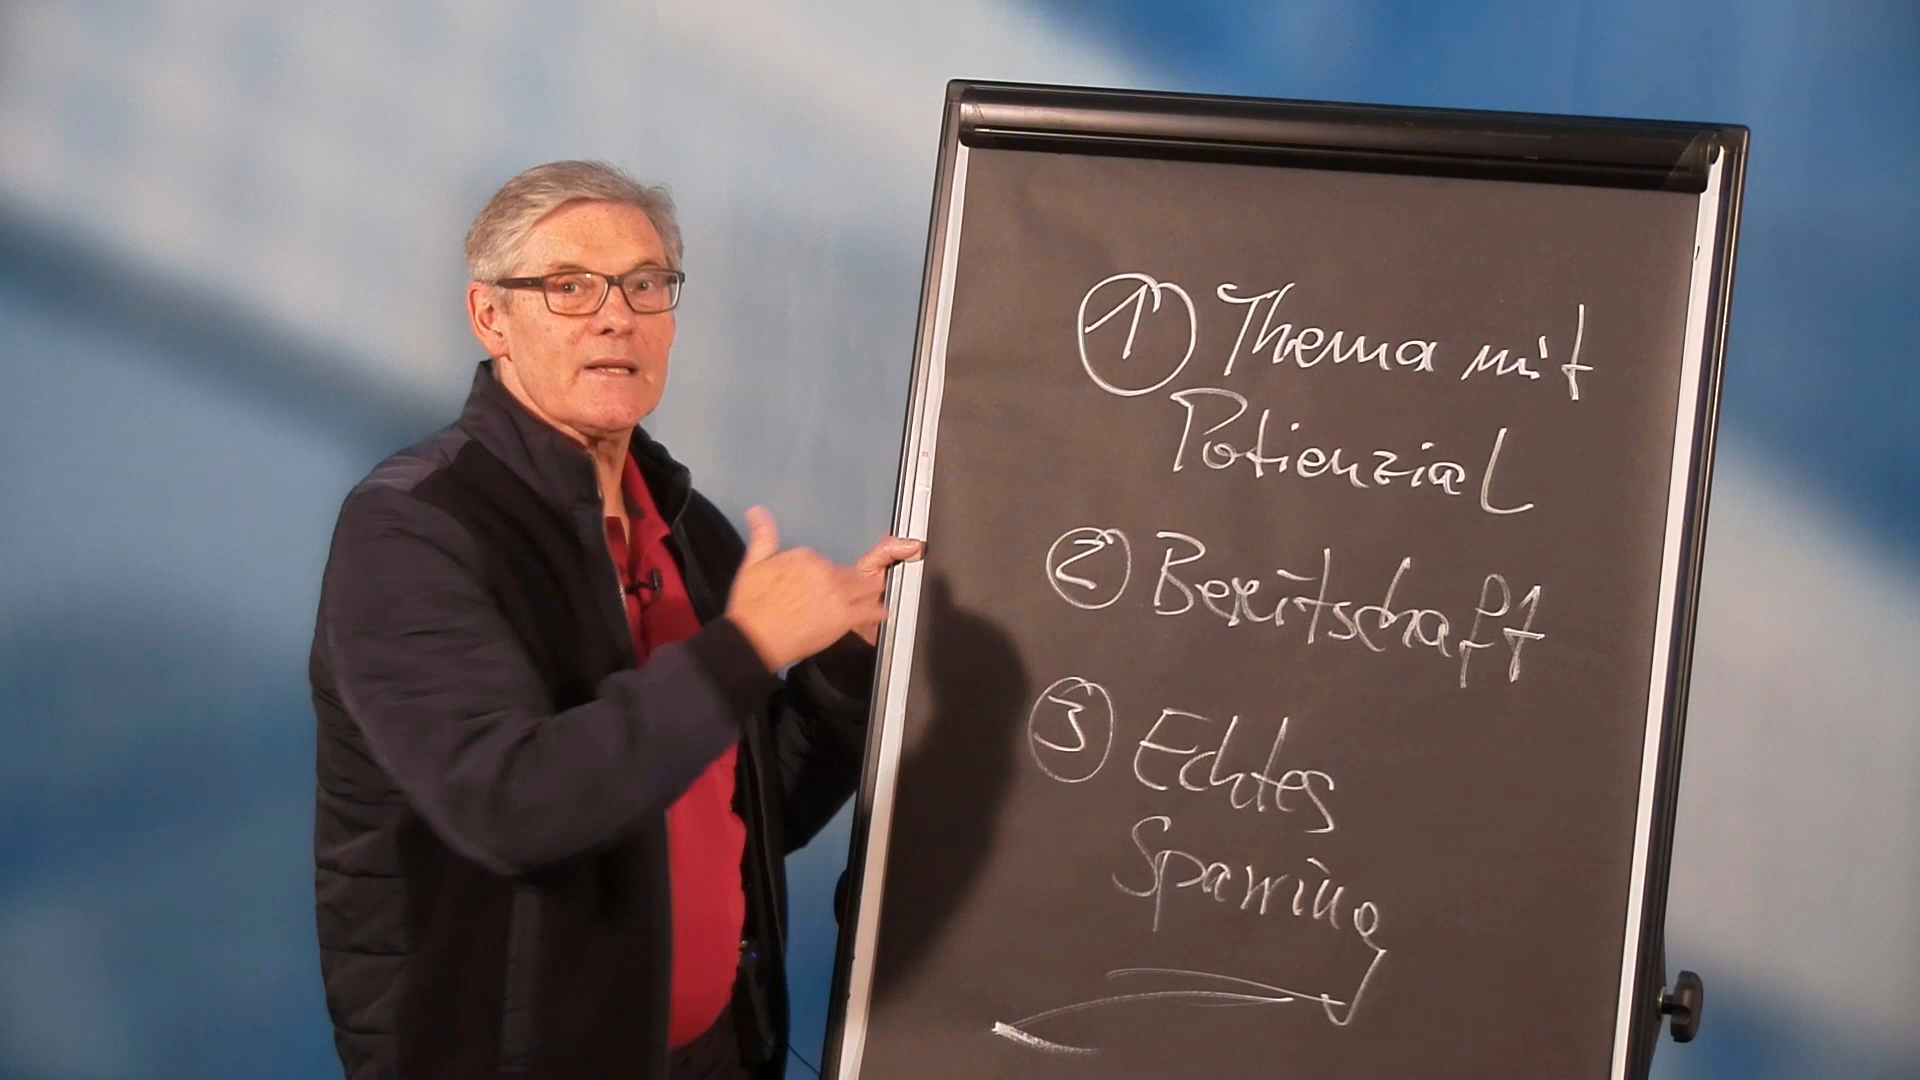 1 Thema mit
Potienzial
2 Bereitschaft
3 Echtes
Sparring